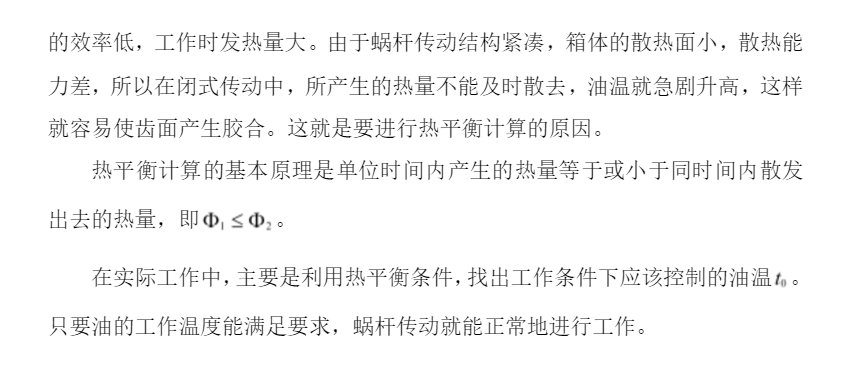 的效率低，工作时发热量大。由于蜗杆传动结构紧凑，箱体的散热面小，散热能
力差，所以在闭式传动中，所产生的热量不能及时散去，油温就急剧升高，这样
就容易使齿面产生胶合。这就是要进行热平衡计算的原因。
热平衡计算的基本原理是单位时间内产生的热量等于或小于同时间内散发
出去的热量，即Φ₁≤Φ₂。
在实际工作中，主要是利用热平衡条件，找出工作条件下应该控制的油温t₀。
只要油的工作温度能满足要求，蜗杆传动就能正常地进行工作。